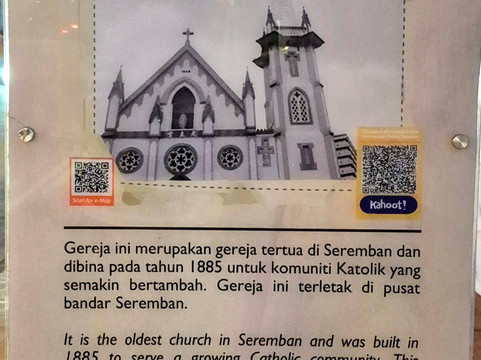 Scan for e-Map
Kahoot!
Gereja ini merupakan gereja tertua di Seremban dan
dibina pada tahun 1885 untuk komuniti Katolik yang
semakin bertambah. Gereja ini terletak di pusat
bandar Seremban.
It is the oldest church in Seremban and was built in
1885 to serve a growing Catholic community. This